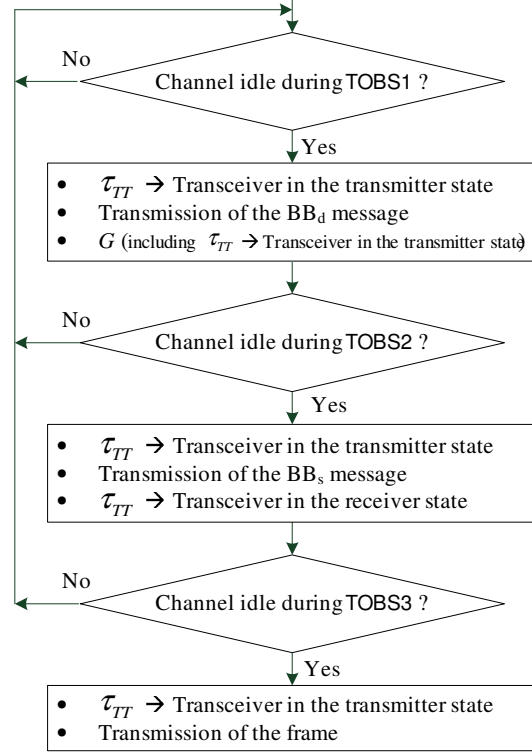 Channel idle during TOBS1 ?
No
Yes
• τTT → Transceiver in the transmitter state
• Transmission of the BBd message
• G (including τTT → Transceiver in the transmitter state)
Channel idle during TOBS2 ?
No
Yes
• τTT → Transceiver in the transmitter state
• Transmission of the BBs message
• τTT → Transceiver in the receiver state
No
Channel idle during TOBS3 ?
Yes
• τTT → Transceiver in the transmitter state
• Transmission of the frame